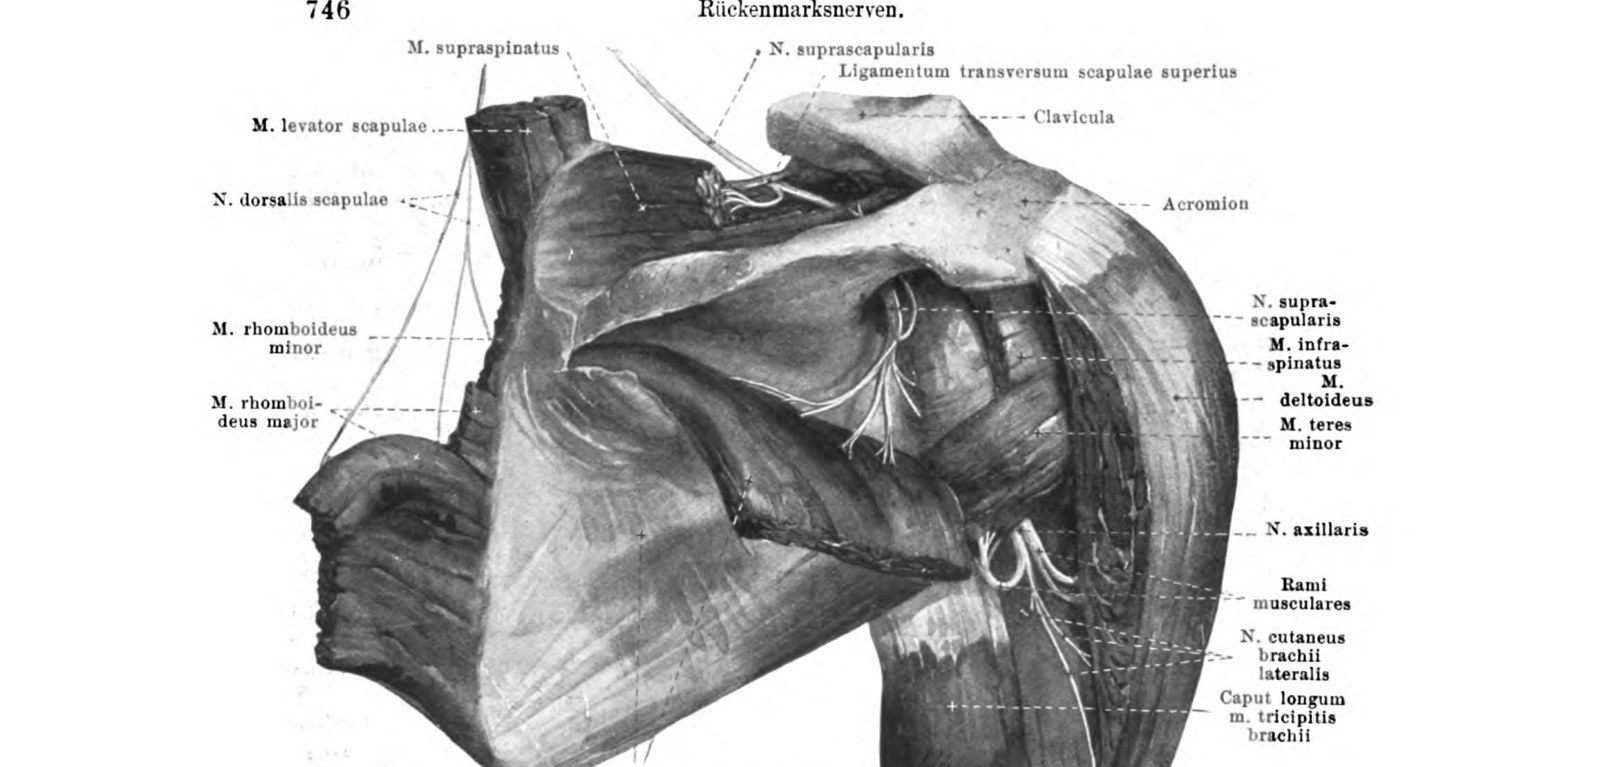 746
Rückenmarksnerven.
M. supraspinatus
N. suprascapularis
Ligamentum transversum scapulae superius
M. levator scapulae
Clavicula
N. dorsalis scapulae
Acromion
M. rhomboideus
minor
M. rhomboi-
deus major
N. supra-
scapularis
M. infra-
spinatus
M.
deltoideus
M. teres
minor
N. axillaris
Rami
musculares
N. cutaneus
brachii
lateralis
Caput longum
m. tricipitis
brachii